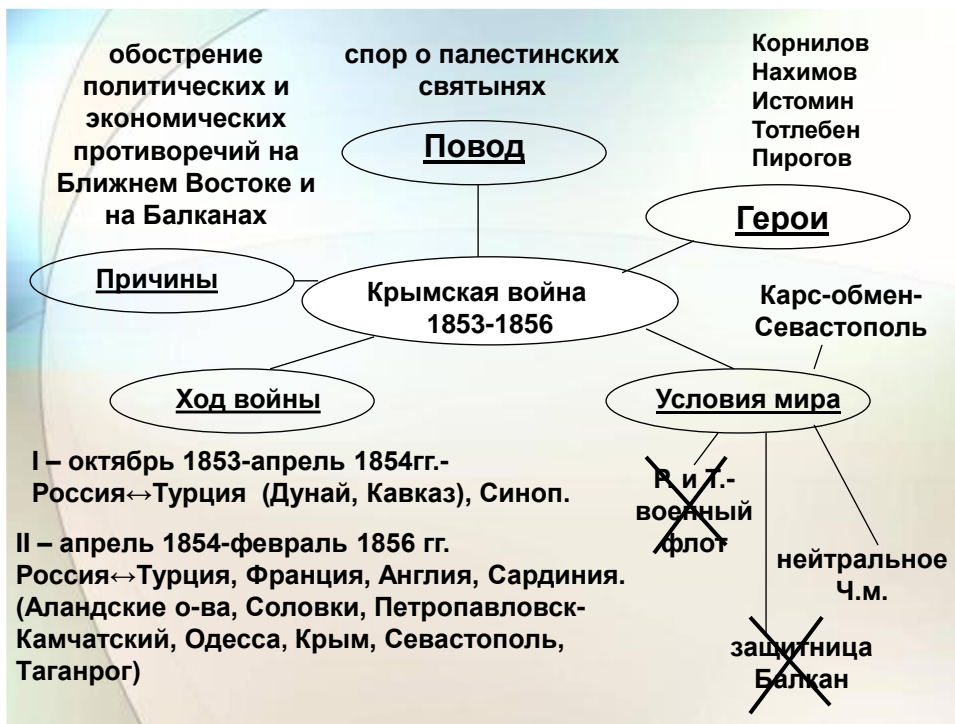 обострение
политических и
экономических
противоречий на
Ближнем Востоке и
на Балканах
спор о палестинских
святынях
Корнилов
Нахимов
Истомин
Тотлебен
Пирогов
Повод
Герои
Причины
Крымская война
1853-1856
Карс-обмен-
Севастополь
Ход войны
Условия мира
I – октябрь 1853-апрель 1854гг.-
Россия↔Турция (Дунай, Кавказ), Синоп.
II – апрель 1854-февраль 1856 гг.
Россия↔Турция, Франция, Англия, Сардиния.
(Аландские о-ва, Соловки, Петропавловск-
Камчатский, Одесса, Крым, Севастополь,
Таганрог)
Р. и Т.-
военный
флот
нейтральное
Ч.м.
защитница
Балкан